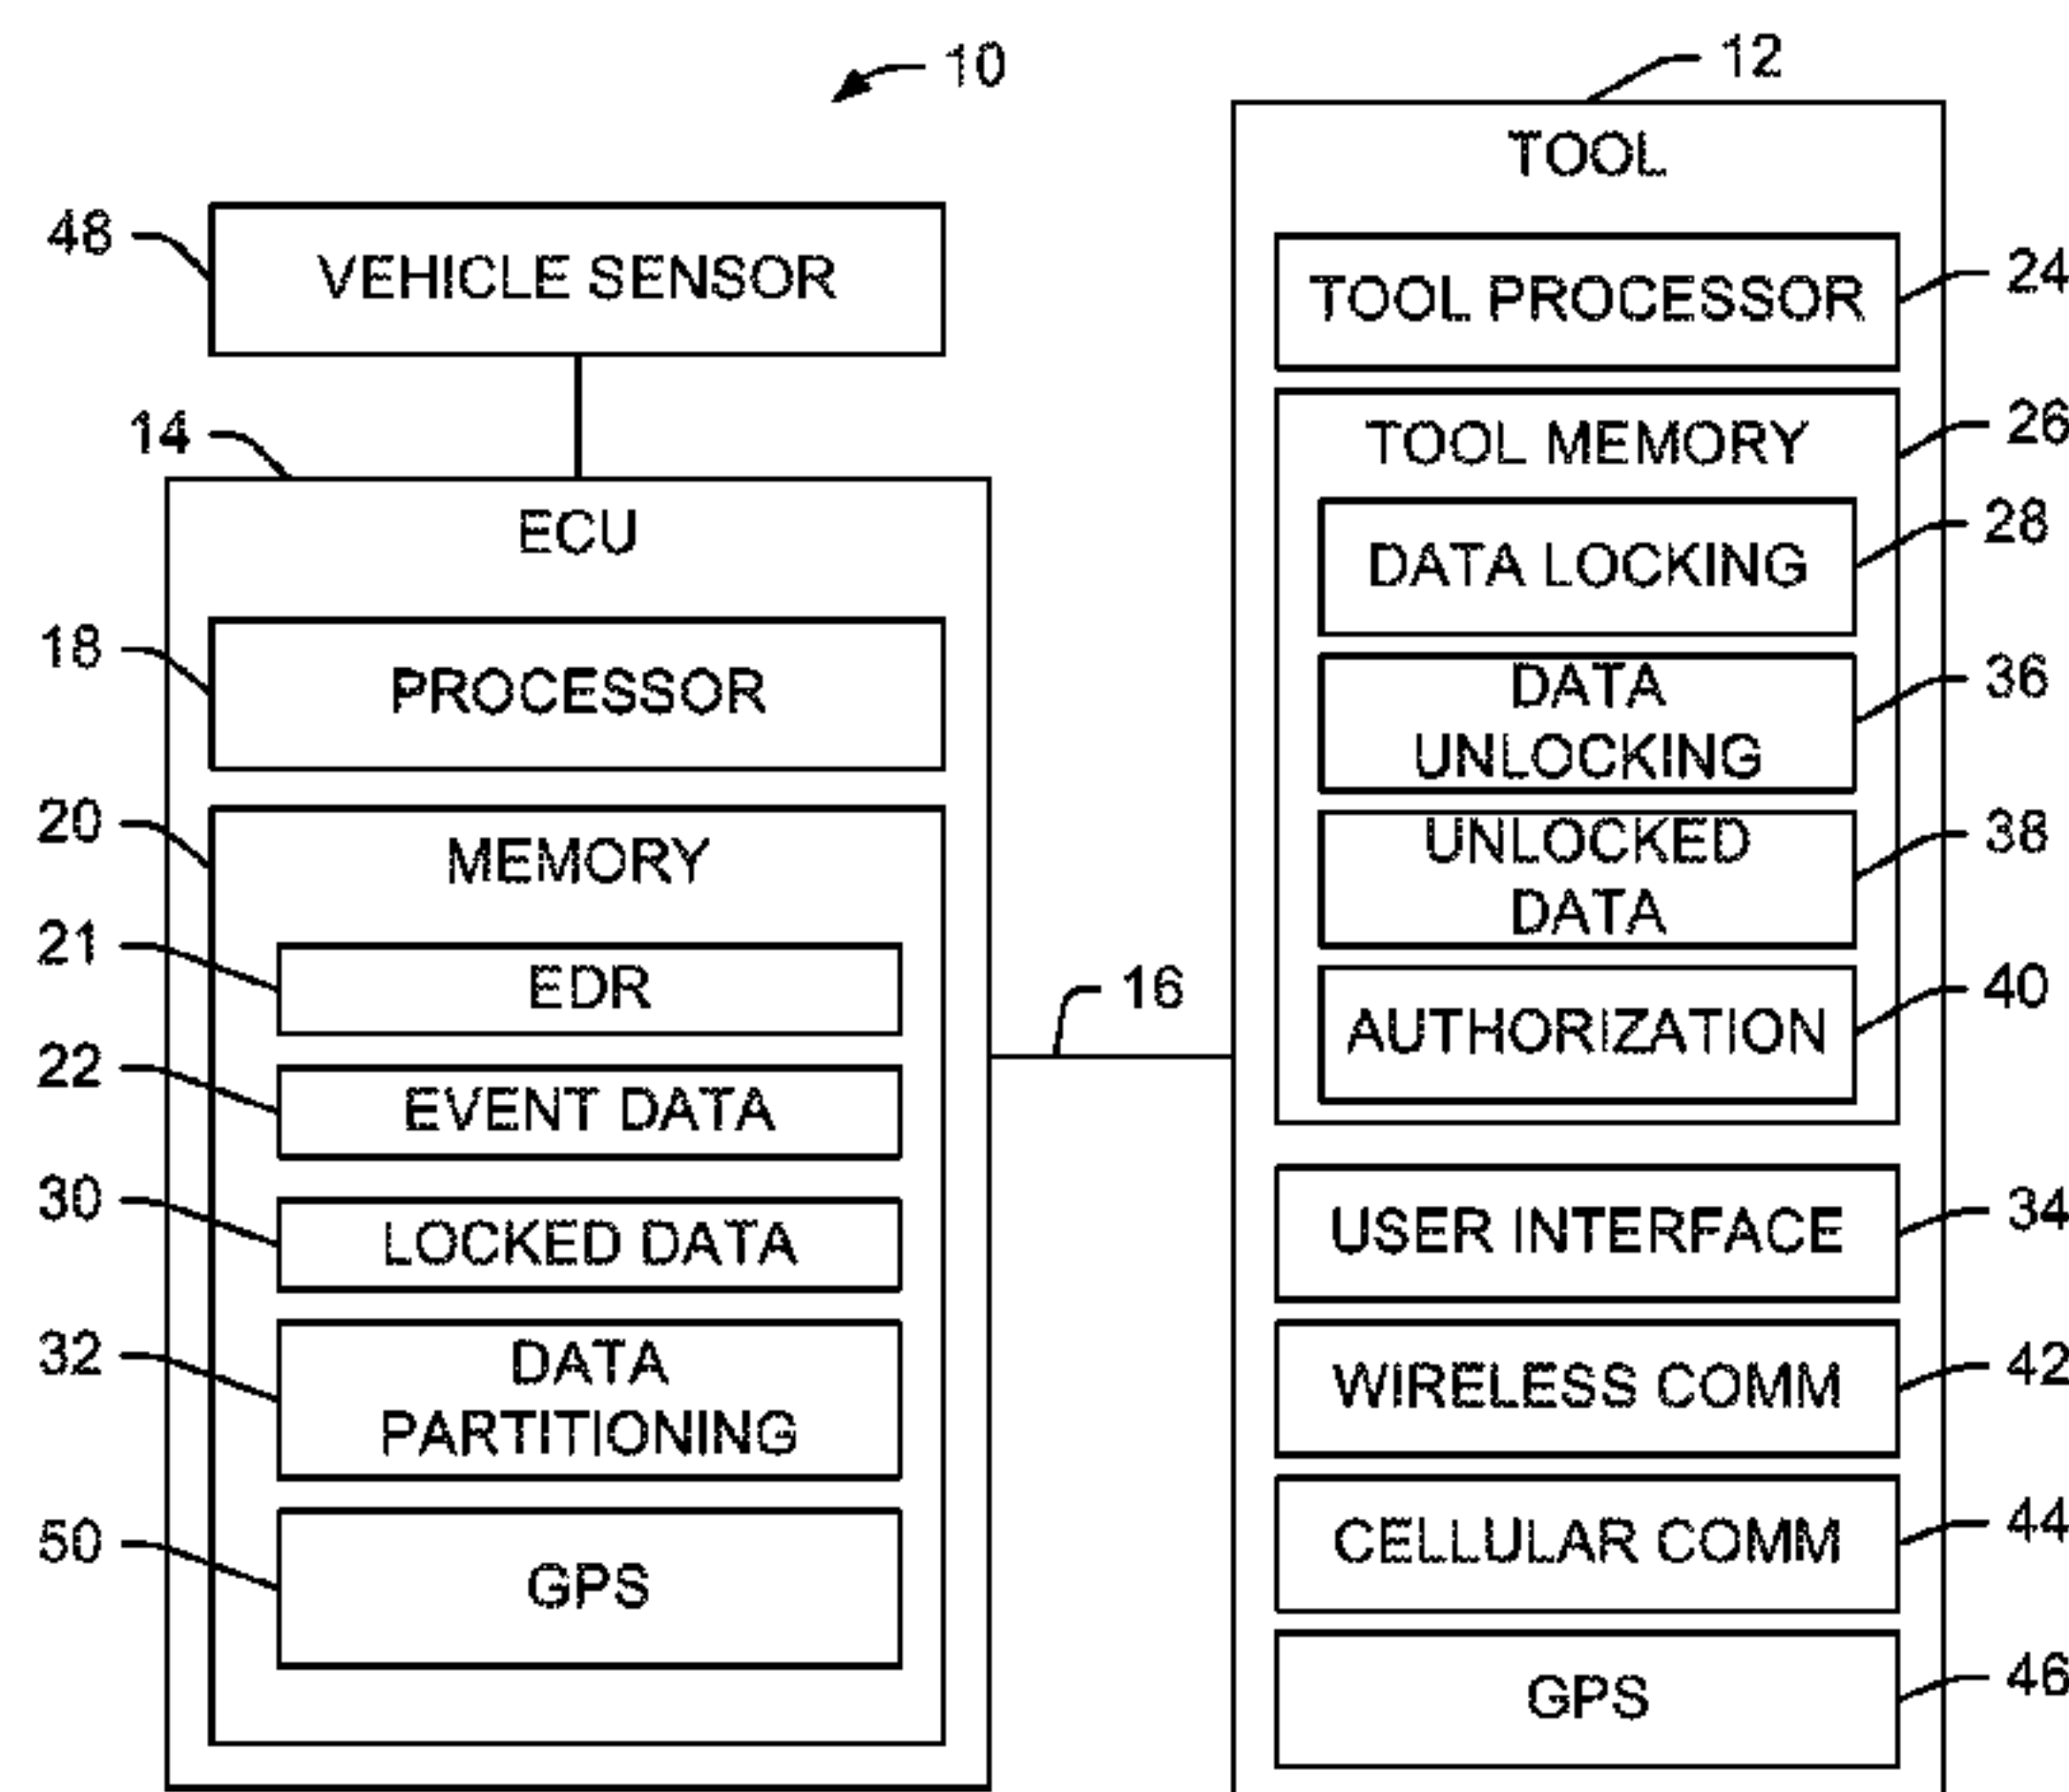 10
12
TOOL
48
VEHICLE SENSOR
TOOL PROCESSOR
24
14
ECU
TOOL MEMORY
26
DATA LOCKING
28
18
PROCESSOR
DATA
UNLOCKING
36
20
MEMORY
UNLOCKED
DATA
38
21
EDR
16
AUTHORIZATION
40
22
EVENT DATA
30
LOCKED DATA
USER INTERFACE
34
32
DATA
PARTITIONING
WIRELESS COMM
42
50
GPS
CELLULAR COMM
44
GPS
46